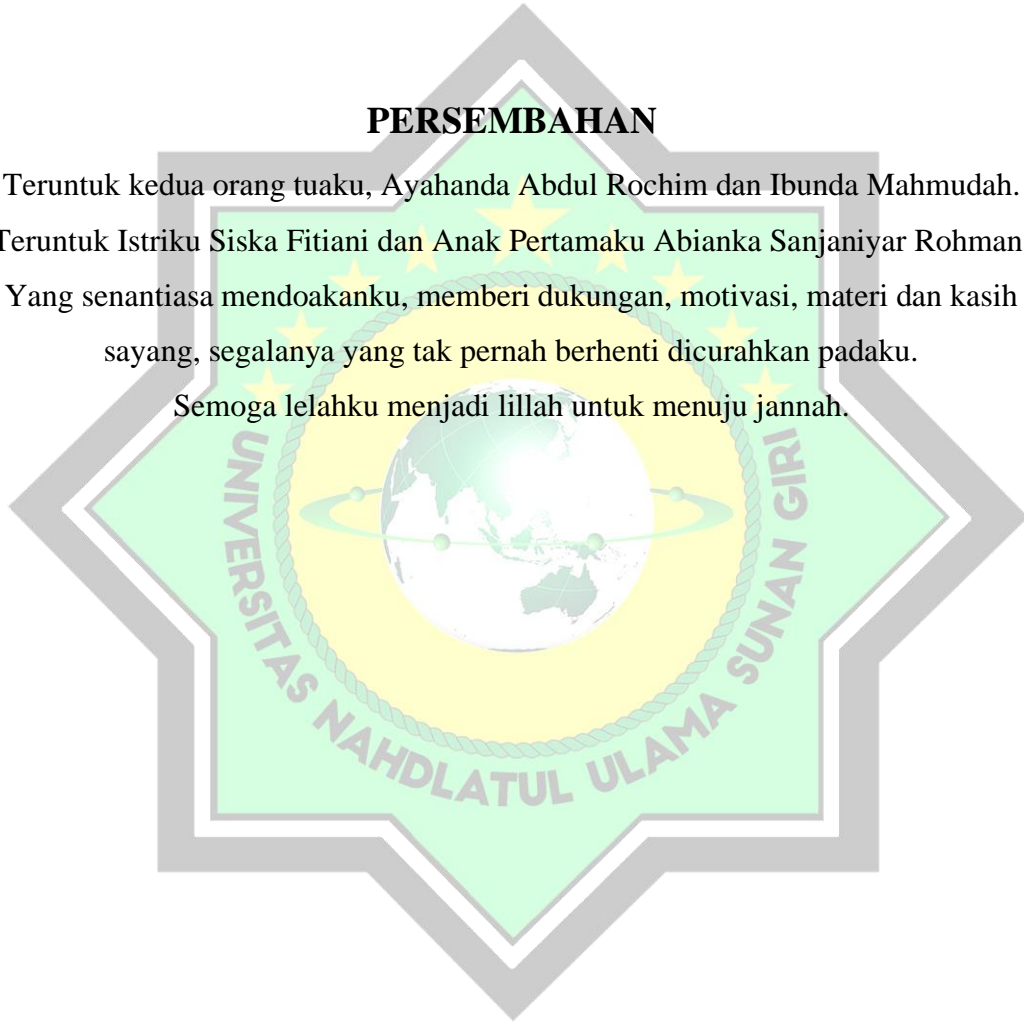 PERSEMBAHAN
Teruntuk kedua orang tuaku, Ayahanda Abdul Rochim dan Ibunda Mahmudah.
Teruntuk Istriku Siska Fitiani dan Anak Pertamaku Abianka Sanjaniyar Rohman
Yang senantiasa mendoakanku, memberi dukungan, motivasi, materi dan kasih
sayang, segalanya yang tak pernah berhenti dicurahkan padaku.
Semoga lelahku menjadi lillah untuk menuju jannah.
UNIVERSITAS NAHDLATUL ULAMA SUNAN GIRI